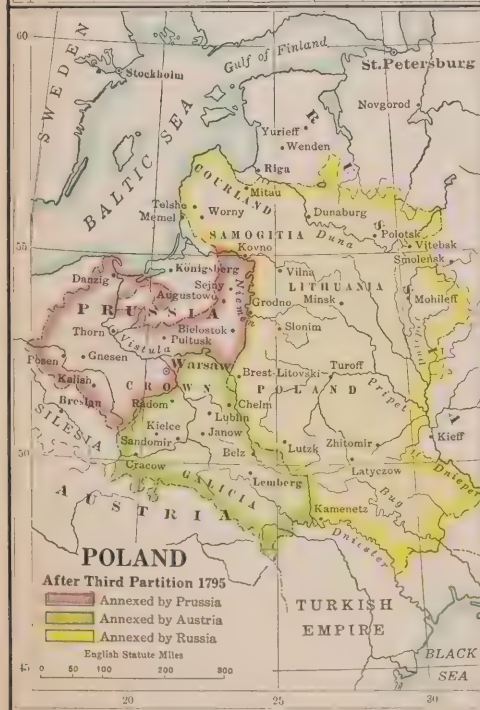 60
Gulf of Finland
St.Petersburg
SWEDEN
Stockholm
Novgorod
BALTIC SEA
Yurieff
Wenden
R U S S I A
Riga
COURLAND
Mitau
Telshe
Memel
Worny
Dunaburg
SAMOGITIA
Duna
Polotsk
Vitebsk
55
Kovno
Smoleńsk
Königsberg
Vilna
Danzig
Sejny
LITHUANIA
Augustowo
Niemen
Mohileff
Grodno
Minsk
PRUSSIA
Thorn
Bielostok
Slonim
Vistula
Pultusk
Posen
Gnesen
Warsaw
Brest-Litovski
Turoff
Kalish
CROWN
POLAND
Pripet
Breslau
Radom
Chelm
Lublin
SILESIA
Kielce
Janow
Lutzk
Zhitomir
Kieff
Sandomir
Belz
50
Cracow
Latyczow
Dnieper
GALICIA
Lemberg
Bug
AUSTRIA
Kamenetz
Dniester
POLAND
After Third Partition 1795
Annexed by Prussia
Annexed by Austria
Annexed by Russia
TURKISH
EMPIRE
English Statute Miles
0 50 100 200 300
BLACK
SEA
45
20 25 30